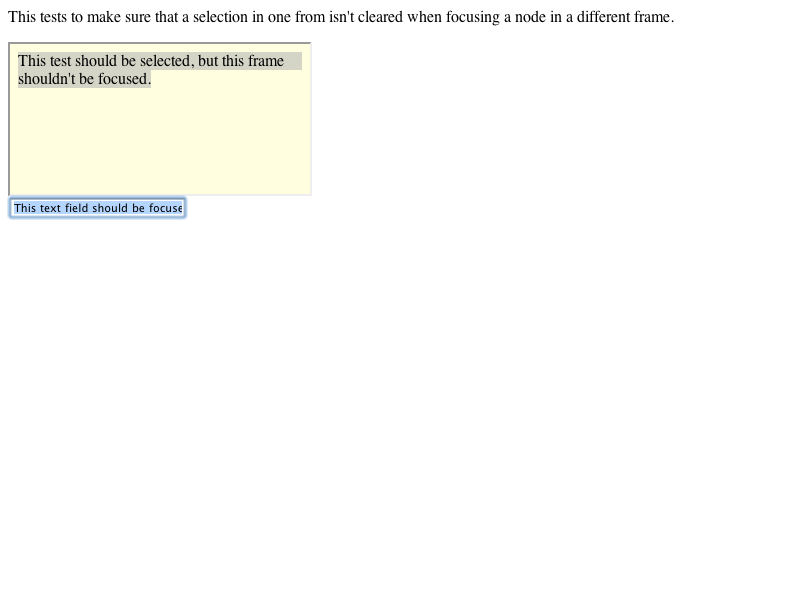 This tests to make sure that a selection in one from isn't cleared when focusing a node in a different frame.
This test should be selected, but this frame
shouldn't be focused.
This text field should be focuse